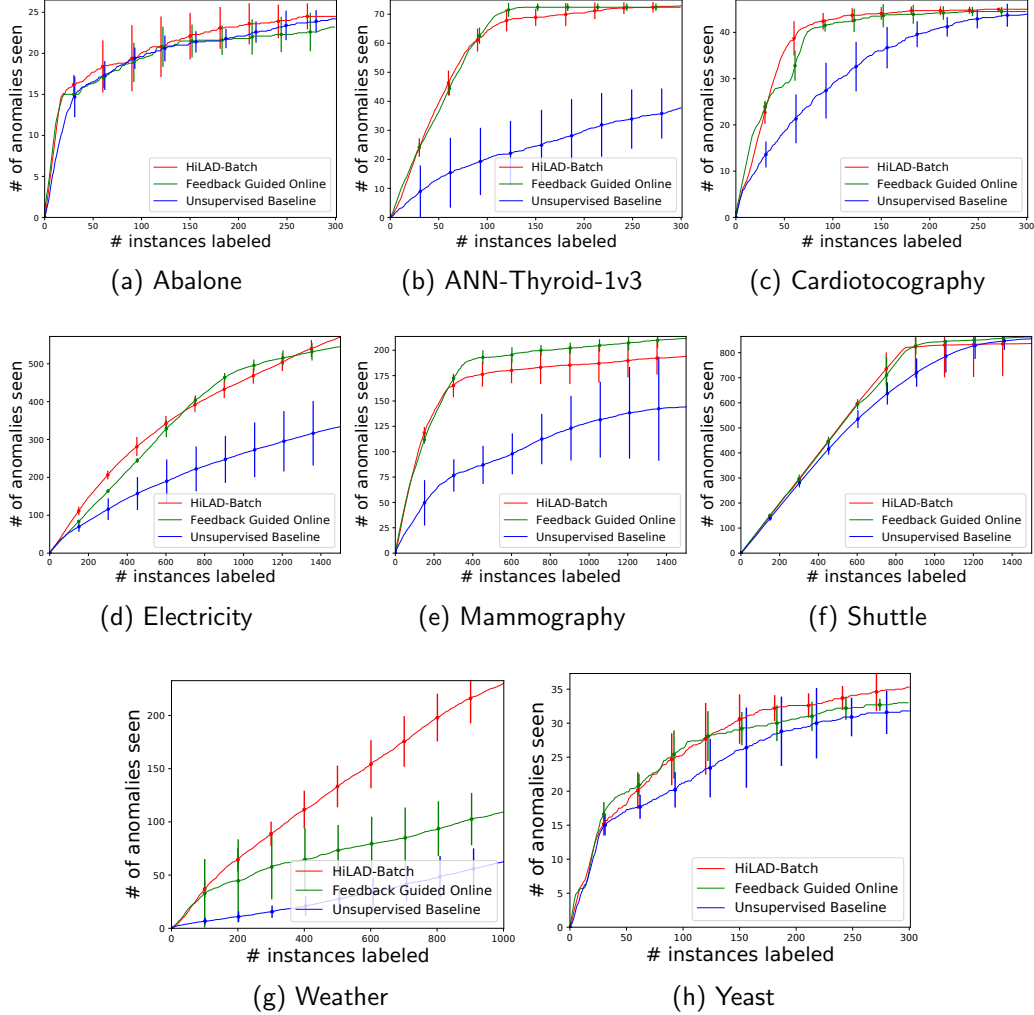 # of anomalies seen
25
20
15
10
5
0
HiLAD-Batch
Feedback Guided Online
Unsupervised Baseline
0 50 100 150 200 250 300
# instances labeled
(a) Abalone
# of anomalies seen
70
60
50
40
30
20
10
0
HiLAD-Batch
Feedback Guided Online
Unsupervised Baseline
0 50 100 150 200 250 300
# instances labeled
(b) ANN-Thyroid-1v3
# of anomalies seen
40
30
20
10
0
HiLAD-Batch
Feedback Guided Online
Unsupervised Baseline
0 50 100 150 200 250 300
# instances labeled
(c) Cardiotocography
# of anomalies seen
500
400
300
200
100
0
HiLAD-Batch
Feedback Guided Online
Unsupervised Baseline
0 200 400 600 800 1000 1200 1400
# instances labeled
(d) Electricity
# of anomalies seen
200
175
150
125
100
75
50
25
0
HiLAD-Batch
Feedback Guided Online
Unsupervised Baseline
0 200 400 600 800 1000 1200 1400
# instances labeled
(e) Mammography
# of anomalies seen
800
700
600
500
400
300
200
100
0
HiLAD-Batch
Feedback Guided Online
Unsupervised Baseline
0 200 400 600 800 1000 1200 1400
# instances labeled
(f) Shuttle
# of anomalies seen
200
150
100
50
0
HiLAD-Batch
Feedback Guided Online
Unsupervised Baseline
0 200 400 600 800 1000
# instances labeled
(g) Weather
# of anomalies seen
35
30
25
20
15
10
5
0
HiLAD-Batch
Feedback Guided Online
Unsupervised Baseline
0 50 100 150 200 250 300
# instances labeled
(h) Yeast